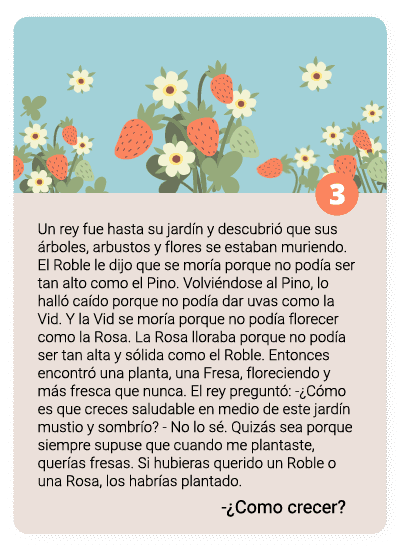 3
Un rey fue hasta su jardín y descubrió que sus
árboles, arbustos y flores se estaban muriendo.
El Roble le dijo que se moría porque no podía ser
tan alto como el Pino. Volviéndose al Pino, lo
halló caído porque no podía dar uvas como la
Vid. Y la Vid se moría porque no podía florecer
como la Rosa. La Rosa lloraba porque no podía
ser tan alta y sólida como el Roble. Entonces
encontró una planta, una Fresa, floreciendo y
más fresca que nunca. El rey preguntó: -¿Cómo
es que creces saludable en medio de este jardín
mustio y sombrío? - No lo sé. Quizás sea porque
siempre supuse que cuando me plantaste,
querías fresas. Si hubieras querido un Roble o
una Rosa, los habrías plantado.
-¿Como crecer?